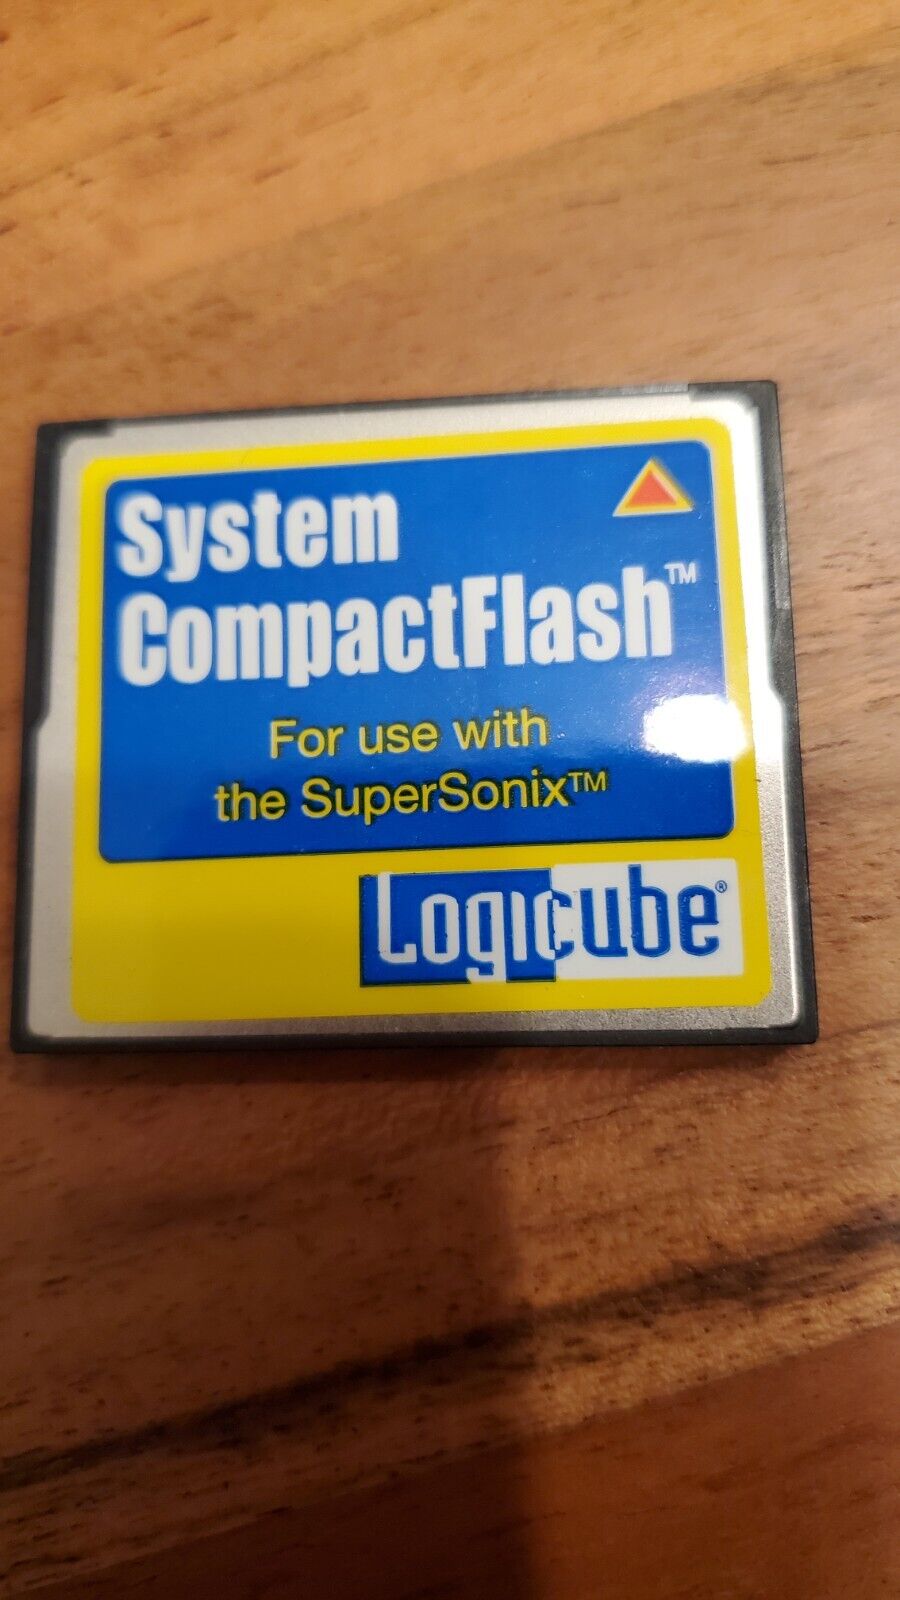 System
CompactFlash™
For use with
the SuperSonix™
Logicube®